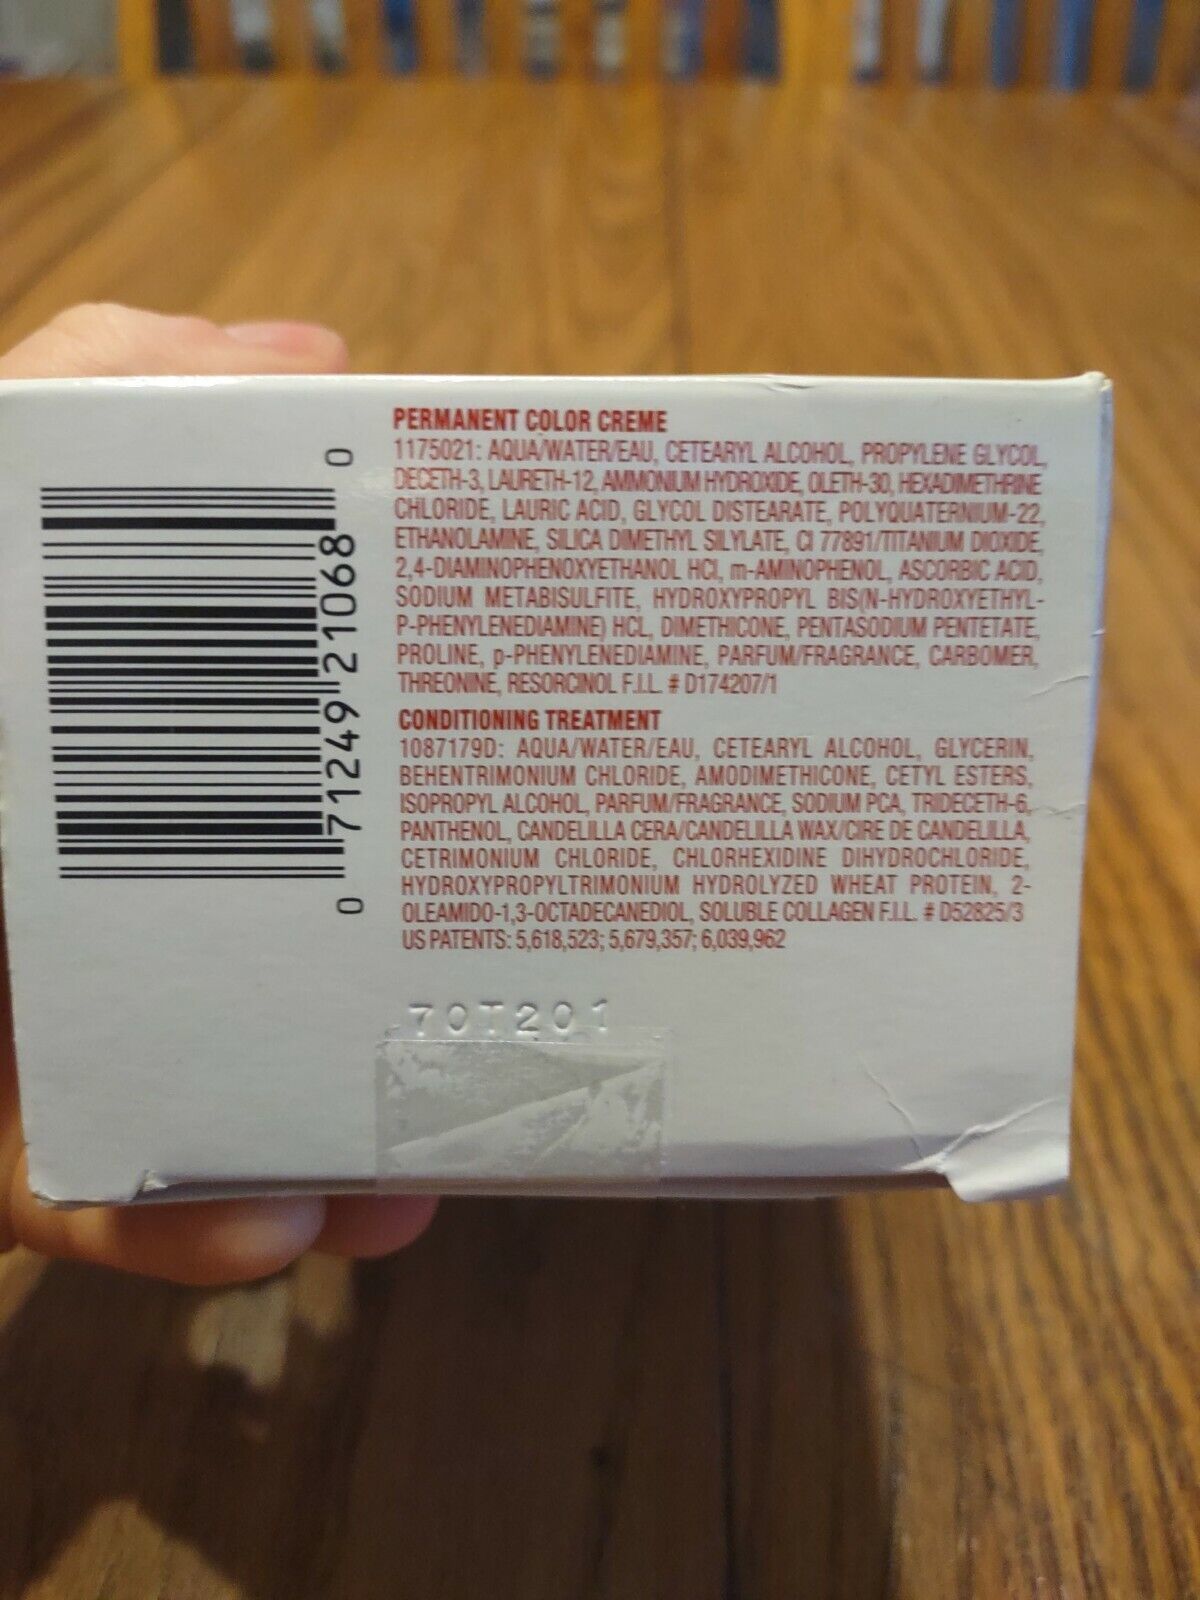 PERMANENT COLOR CREME
1175021: AQUA/WATER/EAU, CETEARYL ALCOHOL, PROPYLENE GLYCOL,
DECETH-3, LAURETH-12, AMMONIUM HYDROXIDE, OLETH-30, HEXADIMETHRINE
CHLORIDE, LAURIC ACID, GLYCOL DISTEARATE, POLYQUATERNIUM-22,
ETHANOLAMINE, SILICA DIMETHYL SILYLATE, CI 77891/TITANIUM DIOXIDE,
2,4-DIAMINOPHENOXYETHANOL HCl, m-AMINOPHENOL, ASCORBIC ACID,
SODIUM METABISULFITE, HYDROXYPROPYL BIS(N-HYDROXYETHYL-
P-PHENYLENEDIAMINE) HCL, DIMETHICONE, PENTASODIUM PENTETATE,
PROLINE, p-PHENYLENEDIAMINE, PARFUM/FRAGRANCE, CARBOMER,
THREONINE, RESORCINOL F.I.L. # D174207/1
CONDITIONING TREATMENT
1087179D: AQUA/WATER/EAU, CETEARYL ALCOHOL, GLYCERIN,
BEHENTRIMONIUM CHLORIDE, AMODIMETHICONE, CETYL ESTERS,
ISOPROPYL ALCOHOL, PARFUM/FRAGRANCE, SODIUM PCA, TRIDECETH-6,
PANTHENOL, CANDELILLA CERA/CANDELILLA WAX/CIRE DE CANDELILLA,
CETRIMONIUM CHLORIDE, CHLORHEXIDINE DIHYDROCHLORIDE,
HYDROXYPROPYLTRIMONIUM HYDROLYZED WHEAT PROTEIN, 2-
OLEAMIDO-1,3-OCTADECANEDIOL, SOLUBLE COLLAGEN F.I.L. # D52825/3
US PATENTS: 5,618,523; 5,679,357; 6,039,962
0 71249 21068 0
70T201